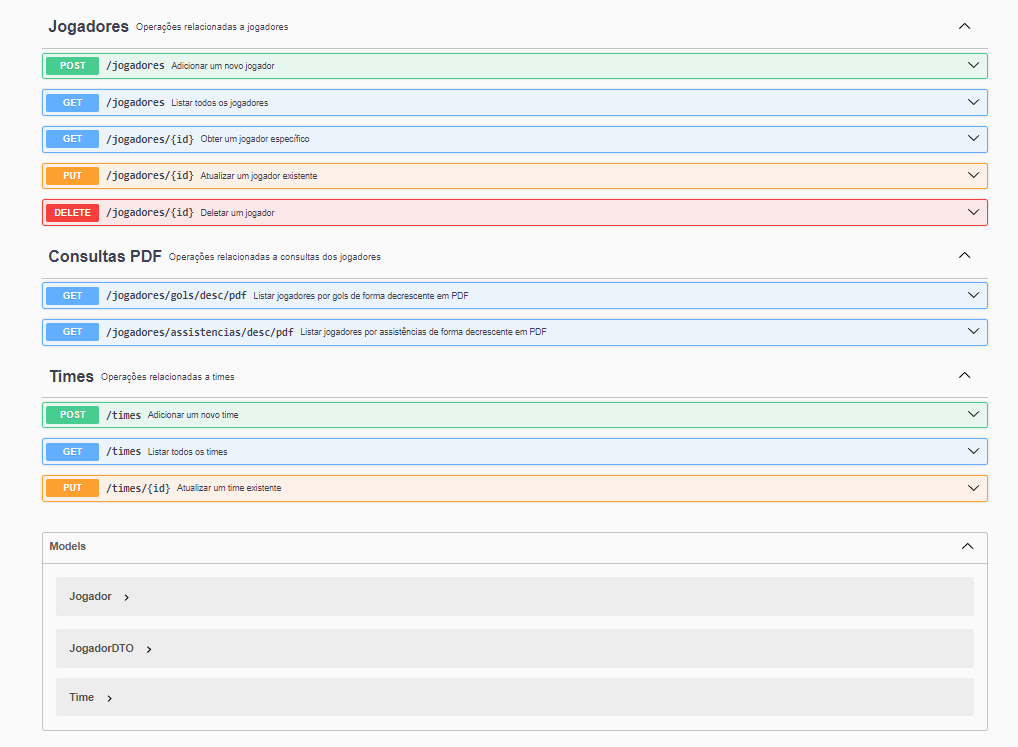 Jogadores Operações relacionadas a jogadores
POST /jogadores Adicionar um novo jogador
GET /jogadores Listar todos os jogadores
GET /jogadores/{id} Obter um jogador específico
PUT /jogadores/{id} Atualizar um jogador existente
DELETE /jogadores/{id} Deletar um jogador
Consultas PDF Operações relacionadas a consultas dos jogadores
GET /jogadores/gols/desc/pdf Listar jogadores por gols de forma decrescente em PDF
GET /jogadores/assistencias/desc/pdf Listar jogadores por assistências de forma decrescente em PDF
Times Operações relacionadas a times
POST /times Adicionar um novo time
GET /times Listar todos os times
PUT /times/{id} Atualizar um time existente
Models
Jogador
JogadorDTO
Time